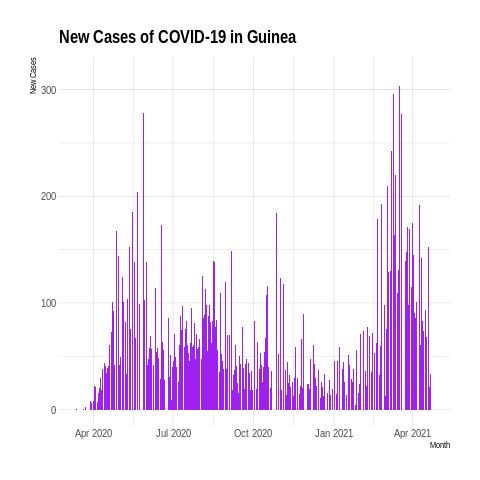 New Cases of COVID-19 in Guinea
New Cases
300
200
100
0
Apr 2020 Jul 2020 Oct 2020 Jan 2021 Apr 2021
Month